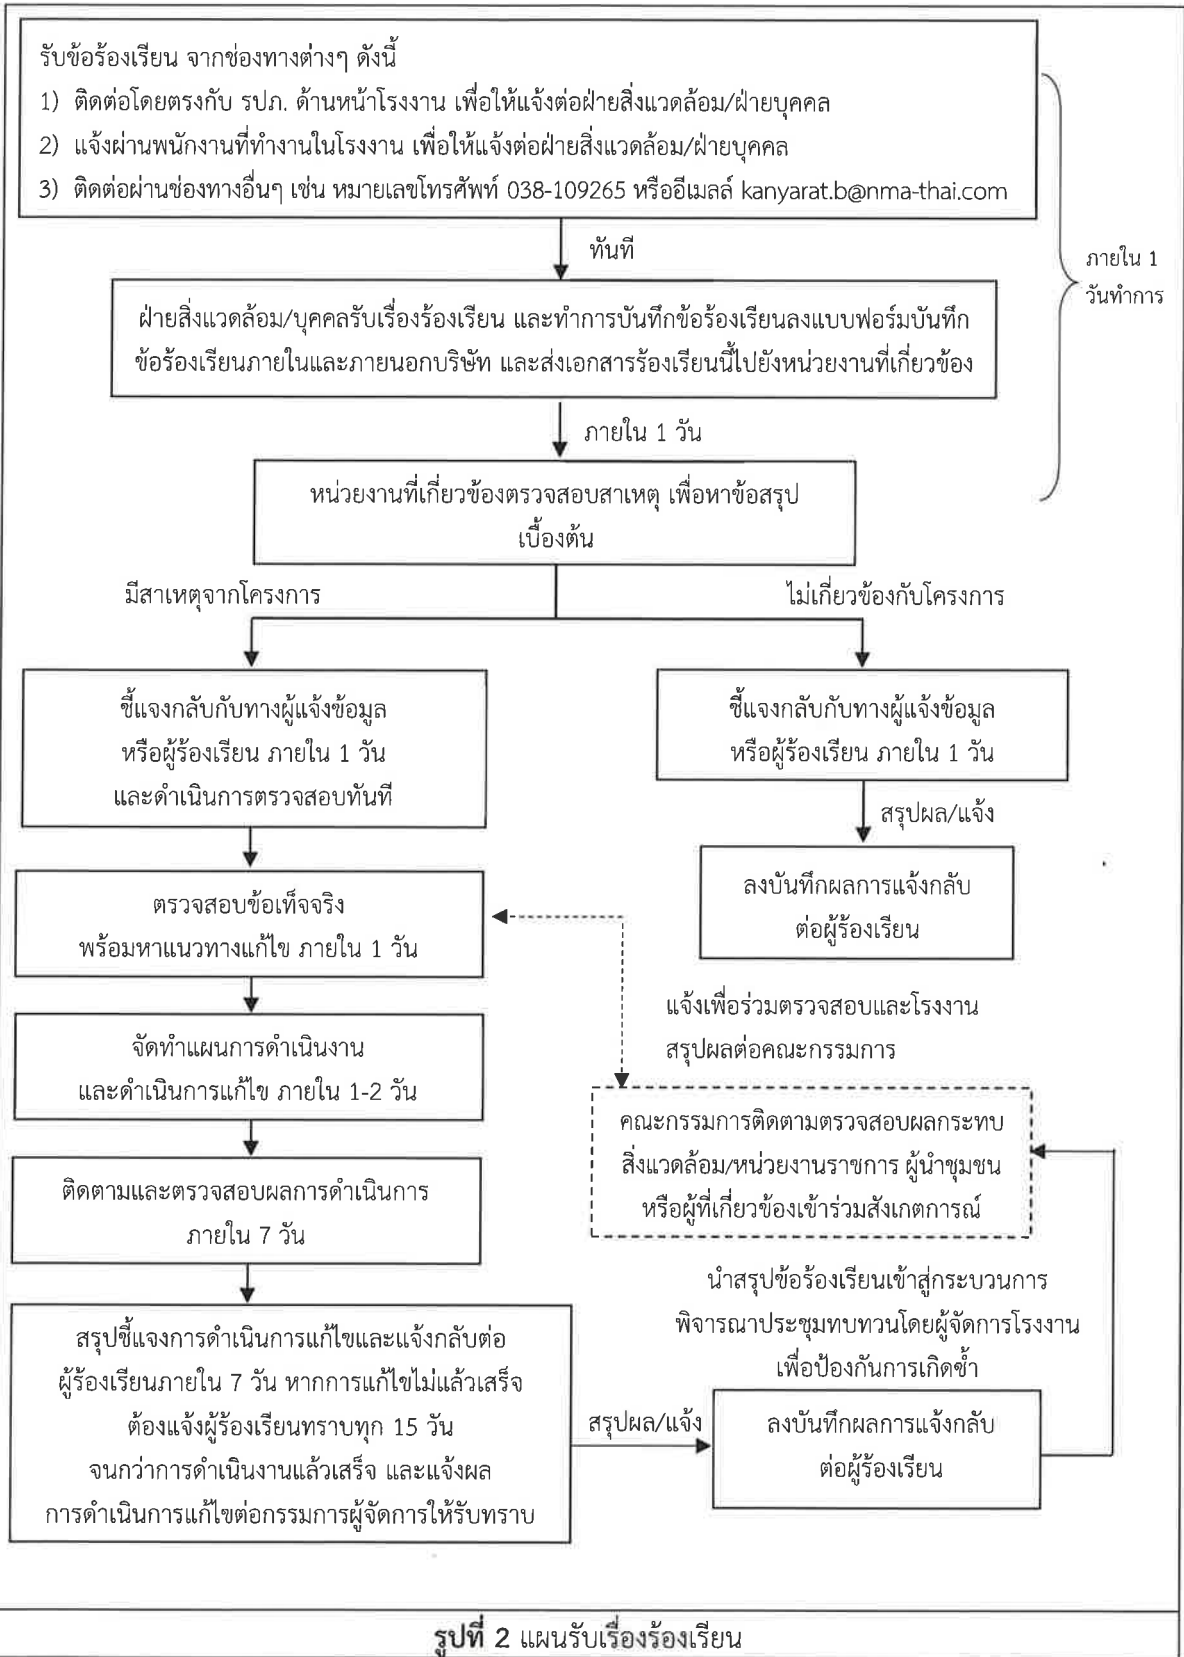 รับข้อร้องเรียน จากช่องทางต่างๆ ดังนี้
1) ติดต่อโดยตรงกับ รปภ. ด้านหน้าโรงงาน เพื่อให้แจ้งต่อฝ่ายสิ่งแวดล้อม/ฝ่ายบุคคล
2) แจ้งผ่านพนักงานที่ทำงานในโรงงาน เพื่อให้แจ้งต่อฝ่ายสิ่งแวดล้อม/ฝ่ายบุคคล
3) ติดต่อผ่านช่องทางอื่นๆ เช่น หมายเลขโทรศัพท์ 038-109265 หรืออีเมลล์ kanyarat.b@nma-thai.com
ทันที
ภายใน 1
วันทำการ
ฝ่ายสิ่งแวดล้อม/บุคคลรับเรื่องร้องเรียน และทำการบันทึกข้อร้องเรียนลงแบบฟอร์มบันทึก
ข้อร้องเรียนภายในและภายนอกบริษัท และส่งเอกสารร้องเรียนนี้ไปยังหน่วยงานที่เกี่ยวข้อง
ภายใน 1 วัน
หน่วยงานที่เกี่ยวข้องตรวจสอบสาเหตุ เพื่อหาข้อสรุป
เบื้องต้น
มีสาเหตุจากโครงการ
ไม่เกี่ยวข้องกับโครงการ
ชี้แจงกลับกับทางผู้แจ้งข้อมูล
หรือผู้ร้องเรียน ภายใน 1 วัน
และดำเนินการตรวจสอบทันที
ชี้แจงกลับกับทางผู้แจ้งข้อมูล
หรือผู้ร้องเรียน ภายใน 1 วัน
สรุปผล/แจ้ง
ลงบันทึกผลการแจ้งกลับ
ต่อผู้ร้องเรียน
ตรวจสอบข้อเท็จจริง
พร้อมหาแนวทางแก้ไข ภายใน 1 วัน
แจ้งเพื่อร่วมตรวจสอบและโรงงาน
สรุปผลต่อคณะกรรมการ
จัดทำแผนการดำเนินงาน
และดำเนินการแก้ไข ภายใน 1-2 วัน
คณะกรรมการติดตามตรวจสอบผลกระทบ
สิ่งแวดล้อม/หน่วยงานราชการ ผู้นำชุมชน
หรือผู้ที่เกี่ยวข้องเข้าร่วมสังเกตการณ์
ติดตามและตรวจสอบผลการดำเนินการ
ภายใน 7 วัน
นำสรุปข้อร้องเรียนเข้าสู่กระบวนการ
พิจารณาประชุมทบทวนโดยผู้จัดการโรงงาน
เพื่อป้องกันการเกิดซ้ำ
สรุปชี้แจงการดำเนินการแก้ไขและแจ้งกลับต่อ
ผู้ร้องเรียนภายใน 7 วัน หากการแก้ไขไม่แล้วเสร็จ
ต้องแจ้งผู้ร้องเรียนทราบทุก 15 วัน
จนกว่าการดำเนินงานแล้วเสร็จ และแจ้งผล
การดำเนินการแก้ไขต่อกรรมการผู้จัดการให้รับทราบ
สรุปผล/แจ้ง
ลงบันทึกผลการแจ้งกลับ
ต่อผู้ร้องเรียน
รูปที่ 2 แผนรับเรื่องร้องเรียน